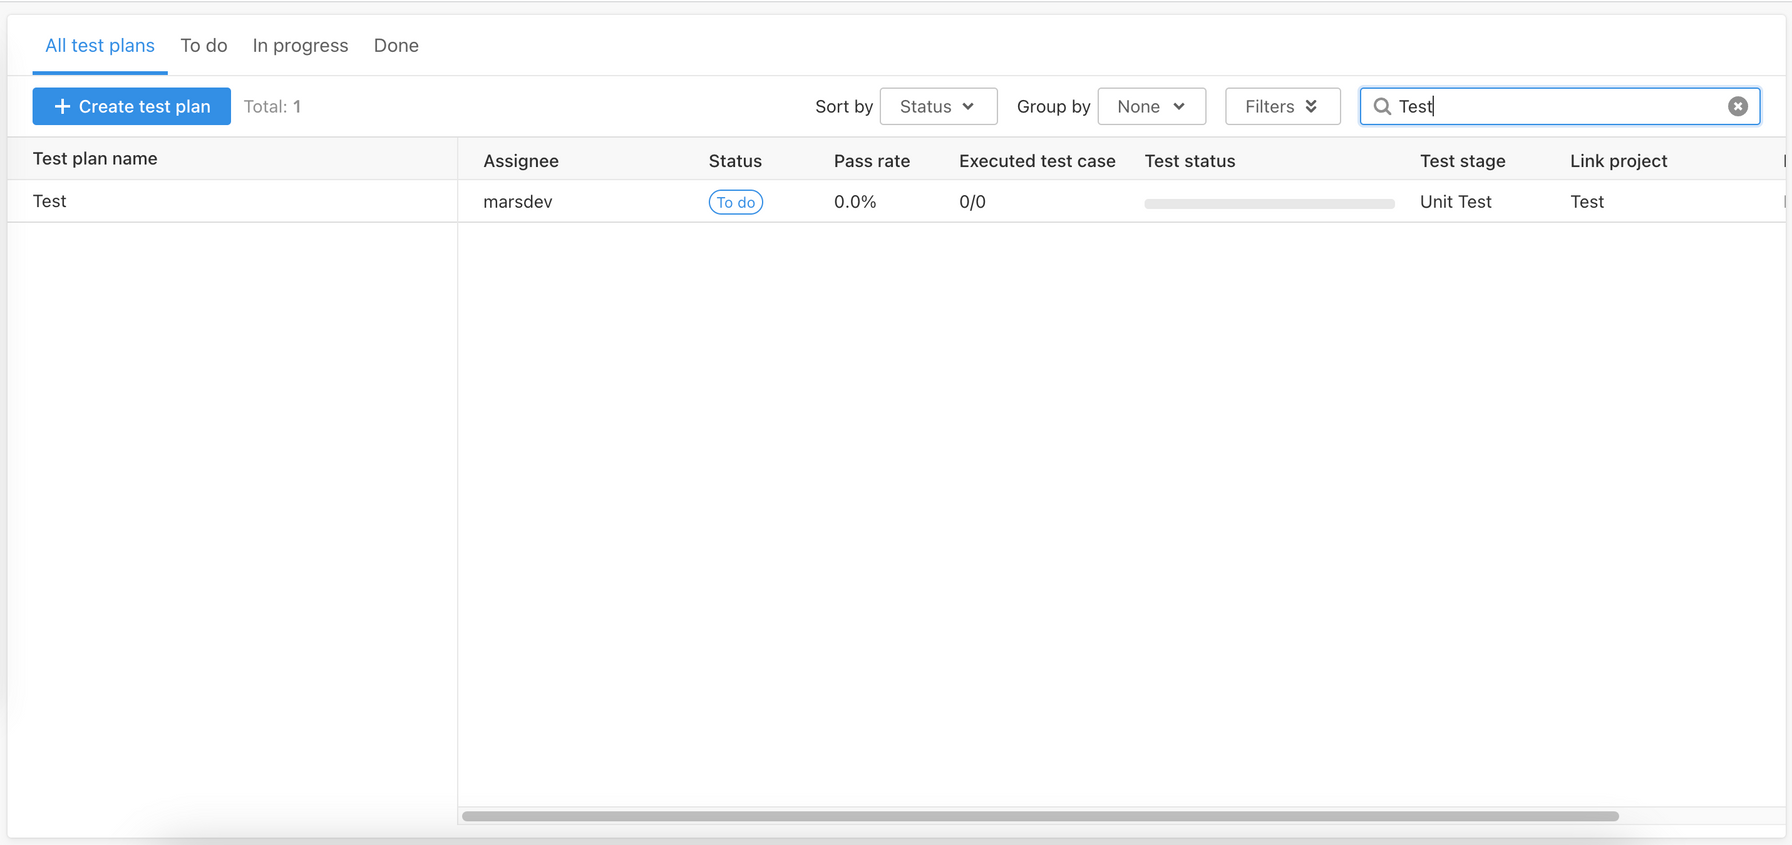 All test plans To do In progress Done
Create test plan Total: 1 Sort by Status Group by None Filters Test
Test plan name Assignee Status Pass rate Executed test case Test status Test stage Link project
Test marsdev To do 0.0% 0/0 Unit Test Test